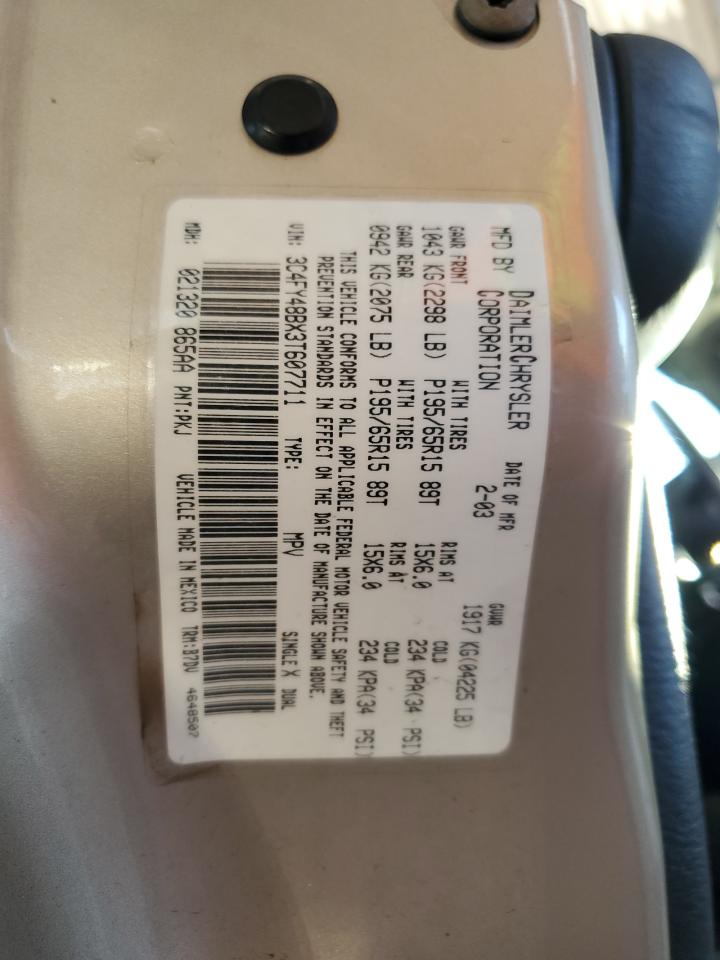 MFD BY DAIMLERCHRYSLER CORPORATION DATE OF MFR 2-03 GVWR 1917 KG(04225 LB)
GAWR FRONT WITH TIRES RIMS AT COLD
1043 KG(2298 LB) P195/65R15 89T 15X6.0 234 KPA(34 PSI)
GAWR REAR WITH TIRES RIMS AT COLD
0942 KG(2075 LB) P195/65R15 89T 15X6.0 234 KPA(34 PSI)
THIS VEHICLE CONFORMS TO ALL APPLICABLE FEDERAL MOTOR VEHICLE SAFETY AND THEFT
PREVENTION STANDARDS IN EFFECT ON THE DATE OF MANUFACTURE SHOWN ABOVE.
VIN: 3C4FY48BX3T607711 TYPE: MPV SINGLE X DUAL
MDH: 021320 865AA PNT:PKJ VEHICLE MADE IN MEXICO TRM:B7DV 4648507